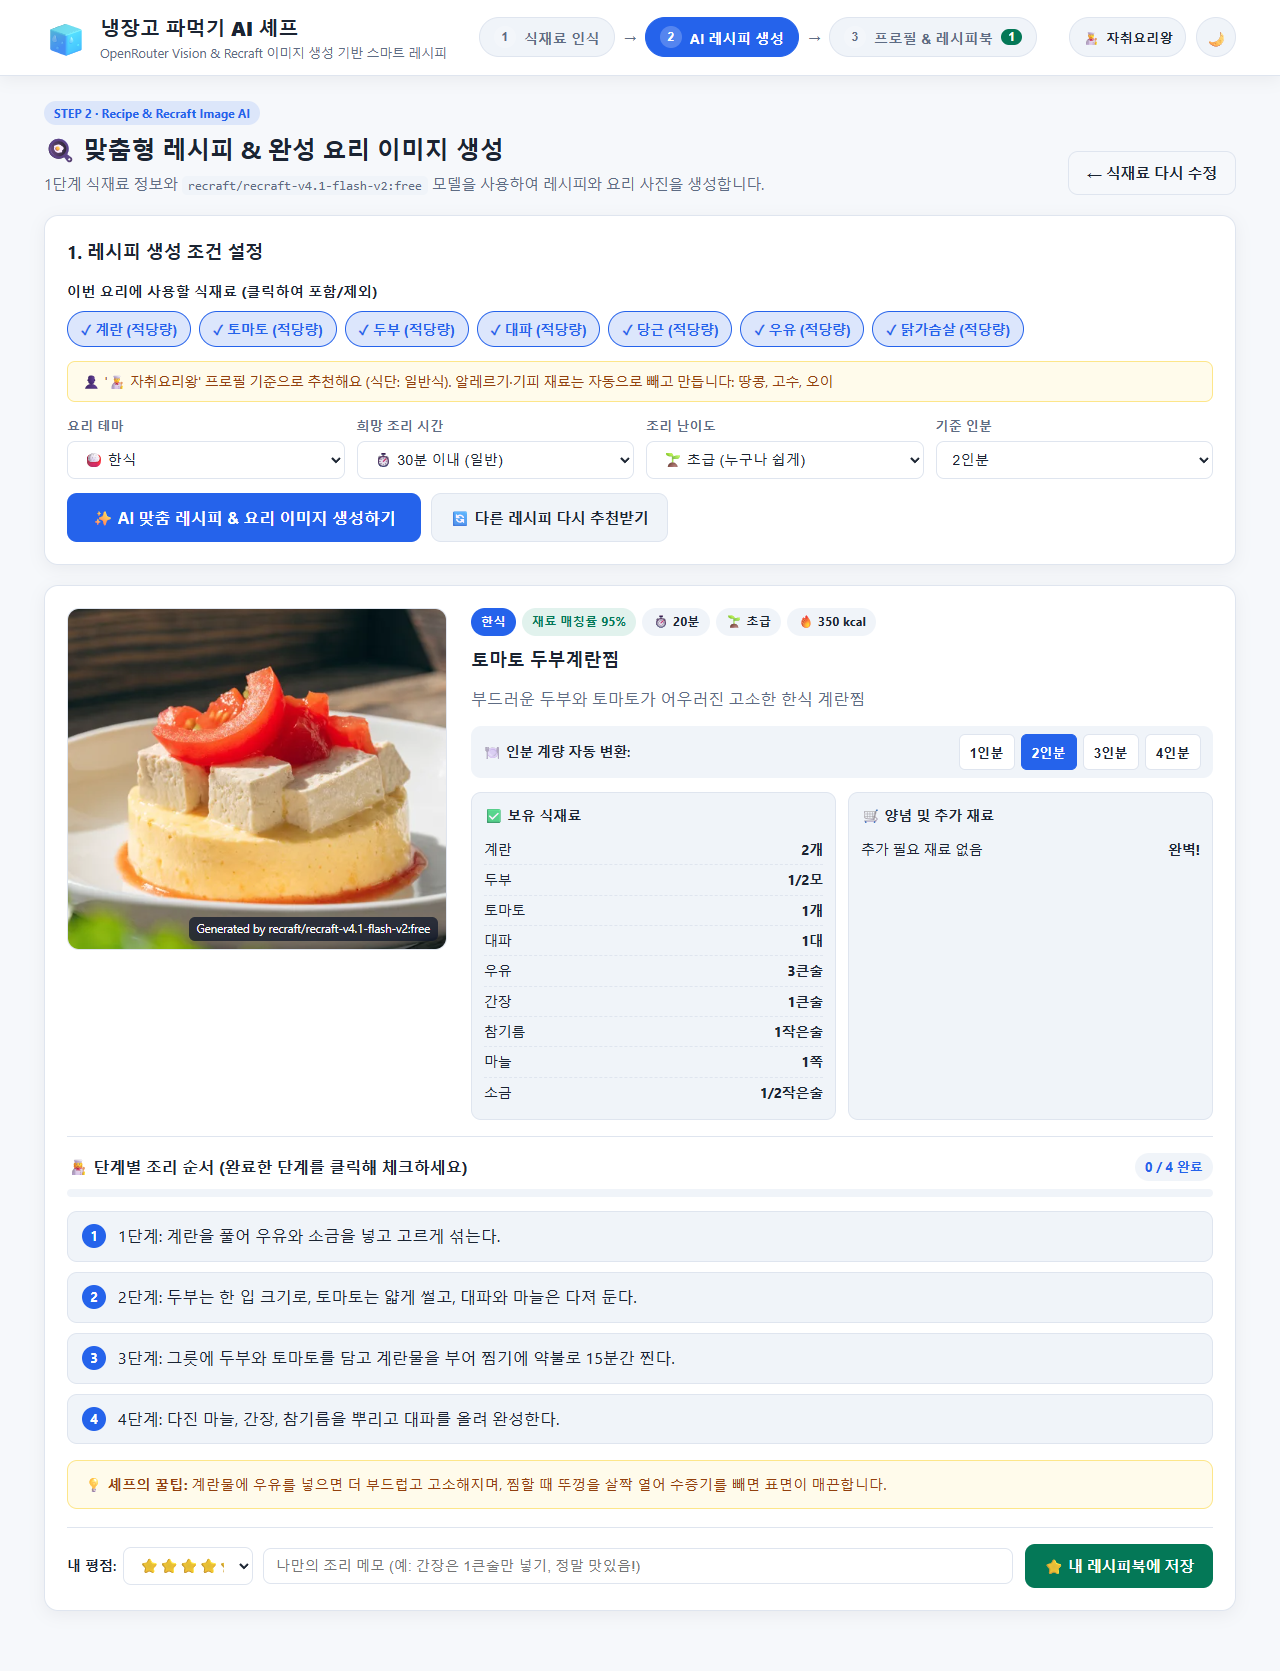 냉장고 파먹기 AI 셰프
OpenRouter Vision & Recraft 이미지 생성 기반 스마트 레시피
1 식재료 인식 → 2 AI 레시피 생성 → 3 프로필 & 레시피북 1
자취요리왕
STEP 2 · Recipe & Recraft Image AI
맞춤형 레시피 & 완성 요리 이미지 생성
1단계 식재료 정보와 recraft/recraft-v4.1-flash-v2:free 모델을 사용하여 레시피와 요리 사진을 생성합니다.
← 식재료 다시 수정
1. 레시피 생성 조건 설정
이번 요리에 사용할 식재료 (클릭하여 포함/제외)
✓ 계란 (적당량) ✓ 토마토 (적당량) ✓ 두부 (적당량) ✓ 대파 (적당량) ✓ 당근 (적당량) ✓ 우유 (적당량) ✓ 닭가슴살 (적당량)
'자취요리왕' 프로필 기준으로 추천해요 (식단: 일반식). 알레르기·기피 재료는 자동으로 빼고 만듭니다: 땅콩, 고수, 오이
요리 테마 희망 조리 시간 조리 난이도 기준 인분
한식 30분 이내 (일반) 초급 (누구나 쉽게) 2인분
AI 맞춤 레시피 & 요리 이미지 생성하기 다른 레시피 다시 추천받기
한식 재료 매칭률 95% 20분 초급 350 kcal
토마토 두부계란찜
부드러운 두부와 토마토가 어우러진 고소한 한식 계란찜
인분 계량 자동 변환: 1인분 2인분 3인분 4인분
Generated by recraft/recraft-v4.1-flash-v2:free
보유 식재료
계란 2개
두부 1/2모
토마토 1개
대파 1대
우유 3큰술
간장 1큰술
참기름 1작은술
마늘 1쪽
소금 1/2작은술
양념 및 추가 재료
추가 필요 재료 없음 완벽!
단계별 조리 순서 (완료한 단계를 클릭해 체크하세요) 0 / 4 완료
1 1단계: 계란을 풀어 우유와 소금을 넣고 고르게 섞는다.
2 2단계: 두부는 한 입 크기로, 토마토는 얇게 썰고, 대파와 마늘은 다져 둔다.
3 3단계: 그릇에 두부와 토마토를 담고 계란물을 부어 찜기에 약불로 15분간 찐다.
4 4단계: 다진 마늘, 간장, 참기름을 뿌리고 대파를 올려 완성한다.
셰프의 꿀팁: 계란물에 우유를 넣으면 더 부드럽고 고소해지며, 찜할 때 뚜껑을 살짝 열어 수증기를 빼면 표면이 매끈합니다.
내 평점: 나만의 조리 메모 (예: 간장은 1큰술만 넣기, 정말 맛있음!) 내 레시피북에 저장